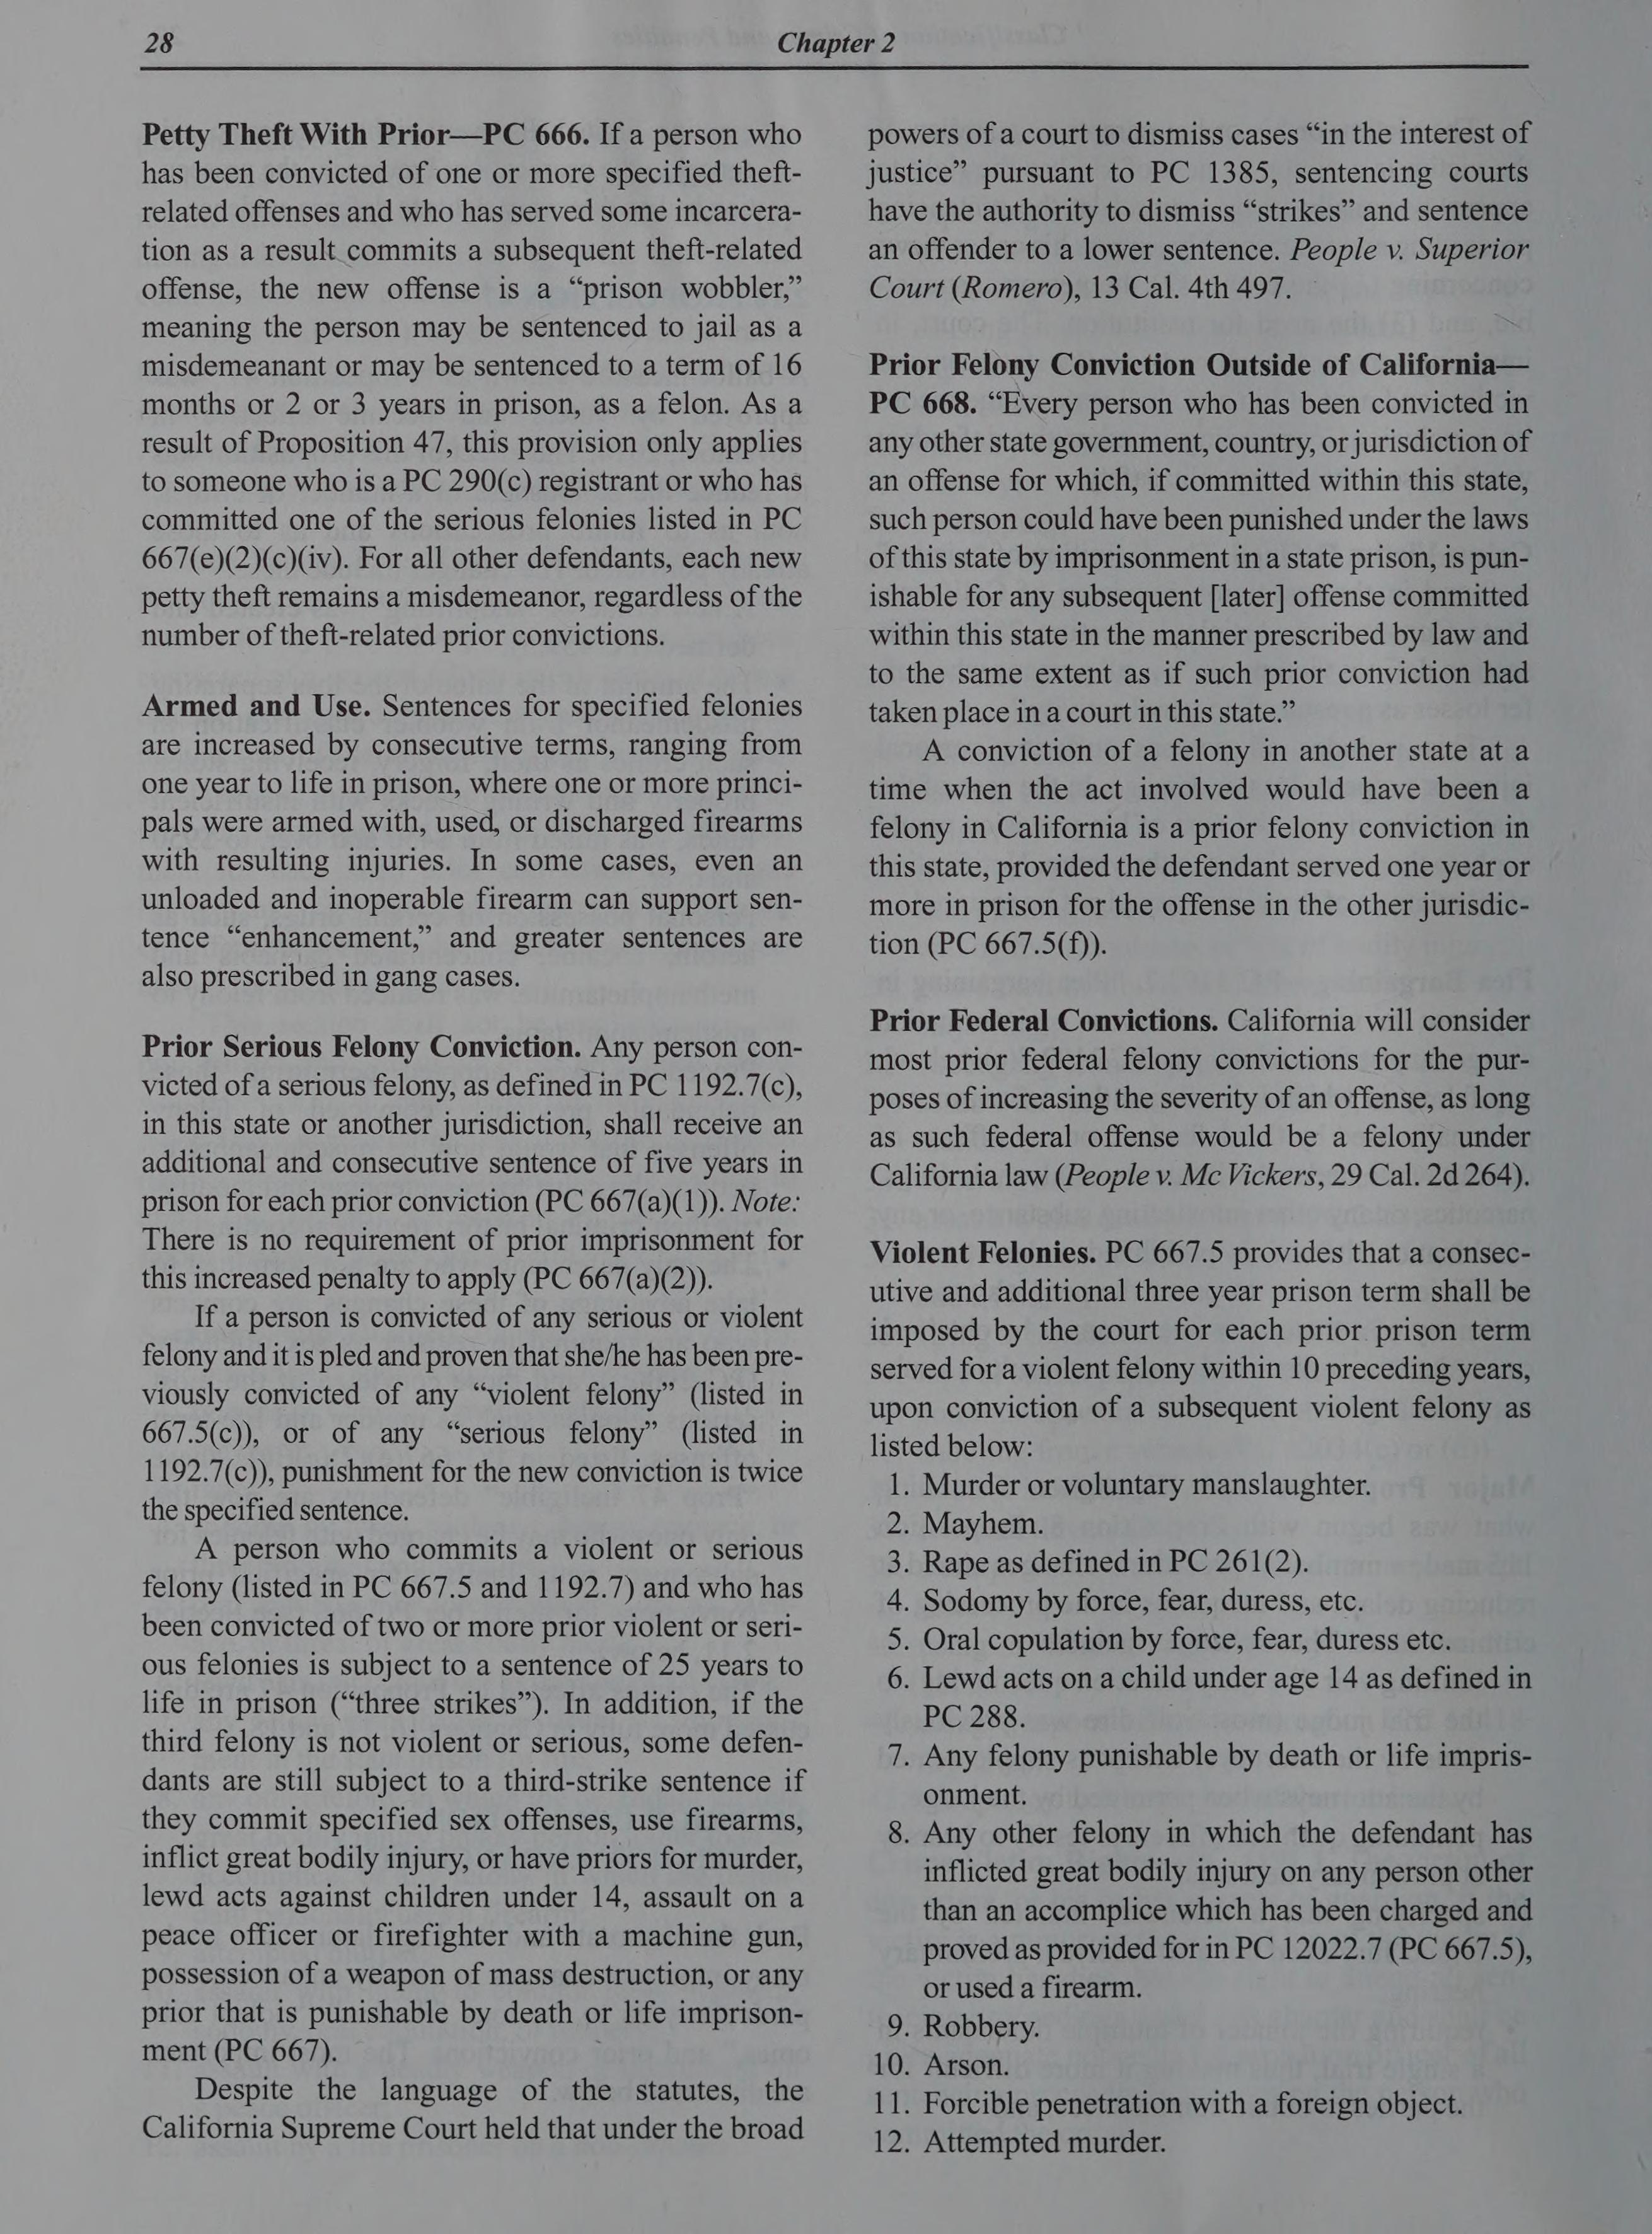 28
Chapter 2
Petty Theft With Prior—PC 666. If a person who
has been convicted of one or more specified theft-
related offenses and who has served some incarcera-
tion as a result commits a subsequent theft-related
offense, the new offense is a “prison wobbler,”
meaning the person may be sentenced to jail as a
misdemeanant or may be sentenced to a term of 16
months or 2 or 3 years in prison, as a felon. As a
result of Proposition 47, this provision only applies
to someone who is a PC 290(c) registrant or who has
committed one of the serious felonies listed in PC
667(e)(2)(c)(iv). For all other defendants, each new
petty theft remains a misdemeanor, regardless of the
number of theft-related prior convictions.
Armed and Use. Sentences for specified felonies
are increased by consecutive terms, ranging from
one year to life in prison, where one or more princi-
pals were armed with, used, or discharged firearms
with resulting injuries. In some cases, even an
unloaded and inoperable firearm can support sen-
tence “enhancement,” and greater sentences are
also prescribed in gang cases.
Prior Serious Felony Conviction. Any person con-
victed of a serious felony, as defined in PC 1192.7(c),
in this state or another jurisdiction, shall receive an
additional and consecutive sentence of five years in
prison for each prior conviction (PC 667(a)(1)). Note:
There is no requirement of prior imprisonment for
this increased penalty to apply (PC 667(a)(2)).
If a person is convicted of any serious or violent
felony and it is pled and proven that she/he has been pre-
viously convicted of any “violent felony” (listed in
667.5(c)), or of any “serious felony” (listed in
1192.7(c)), punishment for the new conviction is twice
the specified sentence.
A person who commits a violent or serious
felony (listed in PC 667.5 and 1192.7) and who has
been convicted of two or more prior violent or seri-
ous felonies is subject to a sentence of 25 years to
life in prison (“three strikes”). In addition, if the
third felony is not violent or serious, some defen-
dants are still subject to a third-strike sentence if
they commit specified sex offenses, use firearms,
inflict great bodily injury, or have priors for murder,
lewd acts against children under 14, assault on a
peace officer or firefighter with a machine gun,
possession of a weapon of mass destruction, or any
prior that is punishable by death or life imprison-
ment (PC 667).
Despite the language of the statutes, the
California Supreme Court held that under the broad
powers of a court to dismiss cases “in the interest of
justice” pursuant to PC 1385, sentencing courts
have the authority to dismiss “strikes” and sentence
an offender to a lower sentence. People v. Superior
Court (Romero), 13 Cal. 4th 497.
Prior Felony Conviction Outside of California—
PC 668. “Every person who has been convicted in
any other state government, country, or jurisdiction of
an offense for which, if committed within this state,
such person could have been punished under the laws
of this state by imprisonment in a state prison, is pun-
ishable for any subsequent [later] offense committed
within this state in the manner prescribed by law and
to the same extent as if such prior conviction had
taken place in a court in this state.”
A conviction of a felony in another state at a
time when the act involved would have been a
felony in California is a prior felony conviction in
this state, provided the defendant served one year or
more in prison for the offense in the other jurisdic-
tion (PC 667.5(f)).
Prior Federal Convictions. California will consider
most prior federal felony convictions for the pur-
poses of increasing the severity of an offense, as long
as such federal offense would be a felony under
California law (People v. Mc Vickers, 29 Cal. 2d 264).
Violent Felonies. PC 667.5 provides that a consec-
utive and additional three year prison term shall be
imposed by the court for each prior prison term
served for a violent felony within 10 preceding years,
upon conviction of a subsequent violent felony as
listed below:
1. Murder or voluntary manslaughter.
2. Mayhem.
3. Rape as defined in PC 261(2).
4. Sodomy by force, fear, duress, etc.
5. Oral copulation by force, fear, duress etc.
6. Lewd acts on a child under age 14 as defined in
PC 288.
7. Any felony punishable by death or life impris-
onment.
8. Any other felony in which the defendant has
inflicted great bodily injury on any person other
than an accomplice which has been charged and
proved as provided for in PC 12022.7 (PC 667.5),
or used a firearm.
9. Robbery.
10. Arson.
11. Forcible penetration with a foreign object.
12. Attempted murder.